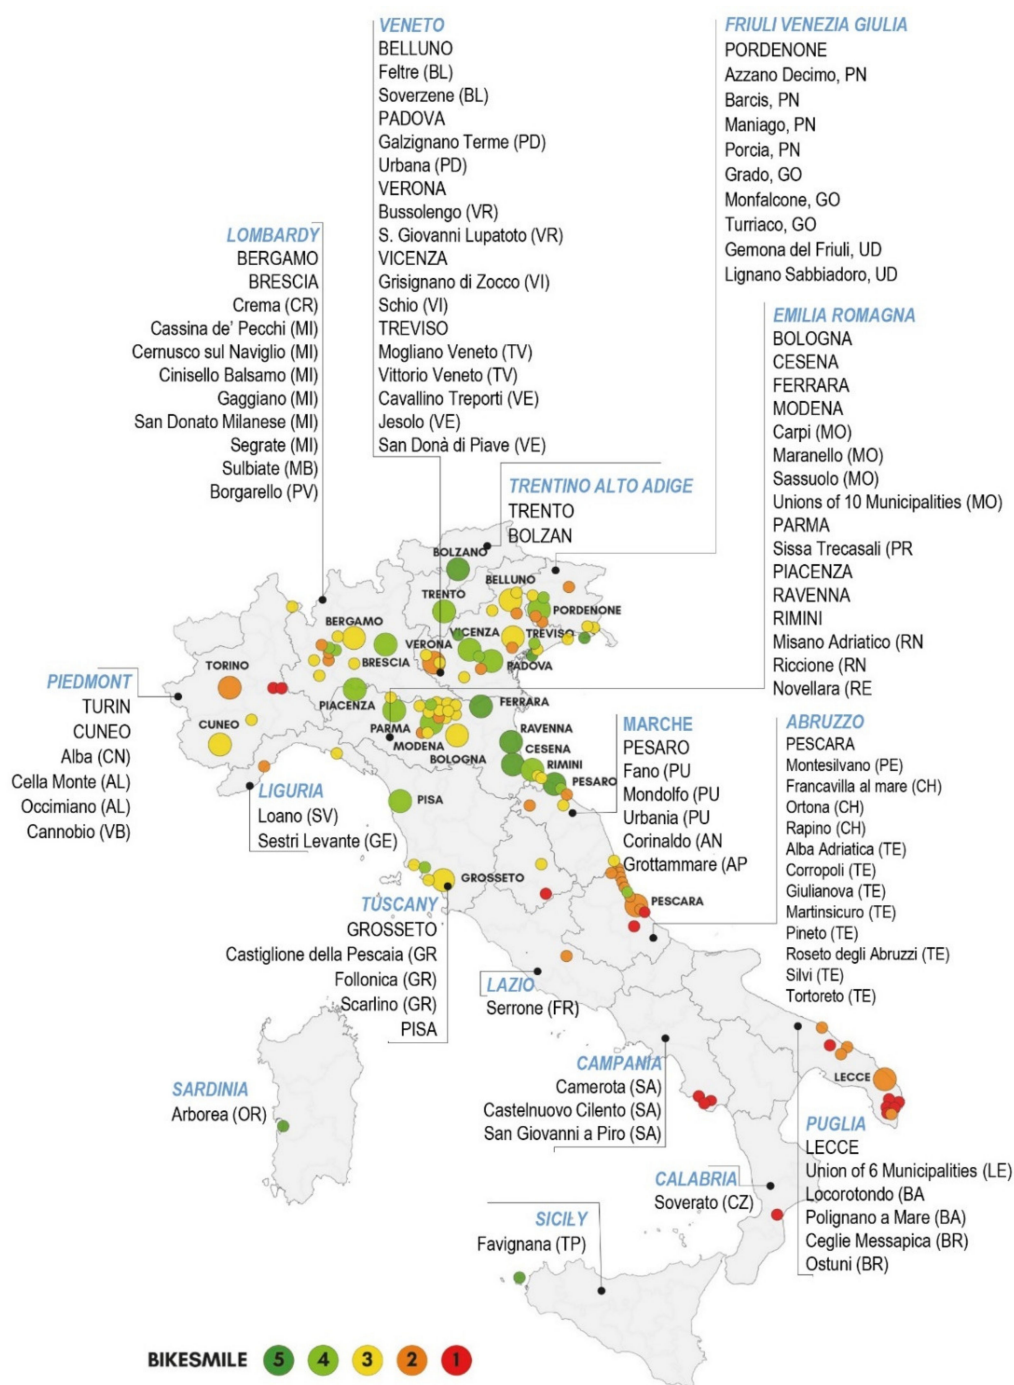 VENETO
BELLUNO
Feltre (BL)
Soverzene (BL)
PADOVA
Galzignano Terme (PD)
Urbana (PD)
VERONA
Bussolengo (VR)
S. Giovanni Lupatoto (VR)
VICENZA
Grisignano di Zocco (VI)
Schio (VI)
TREVISO
Mogliano Veneto (TV)
Vittorio Veneto (TV)
Cavallino Treporti (VE)
Jesolo (VE)
San Donà di Piave (VE)
FRIULI VENEZIA GIULIA
PORDENONE
Azzano Decimo, PN
Barcis, PN
Maniago, PN
Porcia, PN
Grado, GO
Monfalcone, GO
Turriaco, GO
Gemona del Friuli, UD
Lignano Sabbiadoro, UD
LOMBARDY
BERGAMO
BRESCIA
Crema (CR)
Cassina de' Pecchi (MI)
Cernusco sul Naviglio (MI)
Cinisello Balsamo (MI)
Gaggiano (MI)
San Donato Milanese (MI)
Segrate (MI)
Sulbiate (MB)
Borgarello (PV)
EMILIA ROMAGNA
BOLOGNA
CESENA
FERRARA
MODENA
Carpi (MO)
Maranello (MO)
Sassuolo (MO)
Unions of 10 Municipalities (MO)
PARMA
Sissa Trecasali (PR
PIACENZA
RAVENNA
RIMINI
Misano Adriatico (RN
Riccione (RN
Novellara (RE
TRENTINO ALTO ADIGE
TRENTO
BOLZAN
BOLZANO
BELLUNO
TRENTO
PORDENONE
BERGAMO
VICENZA
TREVISO
VERONA
BRESCIA
PADOVA
TORINO
PIACENZA
FERRARA
PARMA
CUNEO
MODENA
RAVENNA
BOLOGNA
CESENA
RIMINI
PESARO
PISA
GROSSETO
PESCARA
LECCE
PIEDMONT
TURIN
CUNEO
Alba (CN)
Cella Monte (AL)
Occimiano (AL)
Cannobio (VB)
LIGURIA
Loano (SV)
Sestri Levante (GE)
MARCHE
PESARO
Fano (PU
Mondolfo (PU
Urbania (PU
Corinaldo (AN
Grottammare (AP
ABRUZZO
PESCARA
Montesilvano (PE)
Francavilla al mare (CH)
Ortona (CH)
Rapino (CH)
Alba Adriatica (TE)
Corropoli (TE)
Giulianova (TE)
Martinsicuro (TE)
Pineto (TE)
Roseto degli Abruzzi (TE)
Silvi (TE)
Tortoreto (TE)
TUSCANY
GROSSETO
Castiglione della Pescaia (GR
Follonica (GR)
Scarlino (GR)
PISA
LAZIO
Serrone (FR)
SARDINIA
Arborea (OR)
CAMPANIA
Camerota (SA)
Castelnuovo Cilento (SA)
San Giovanni a Piro (SA)
PUGLIA
LECCE
Union of 6 Municipalities (LE)
Locorotondo (BA
Polignano a Mare (BA)
Ceglie Messapica (BR)
Ostuni (BR)
CALABRIA
Soverato (CZ)
SICILY
Favignana (TP)
BIKESMILE 5 4 3 2 1